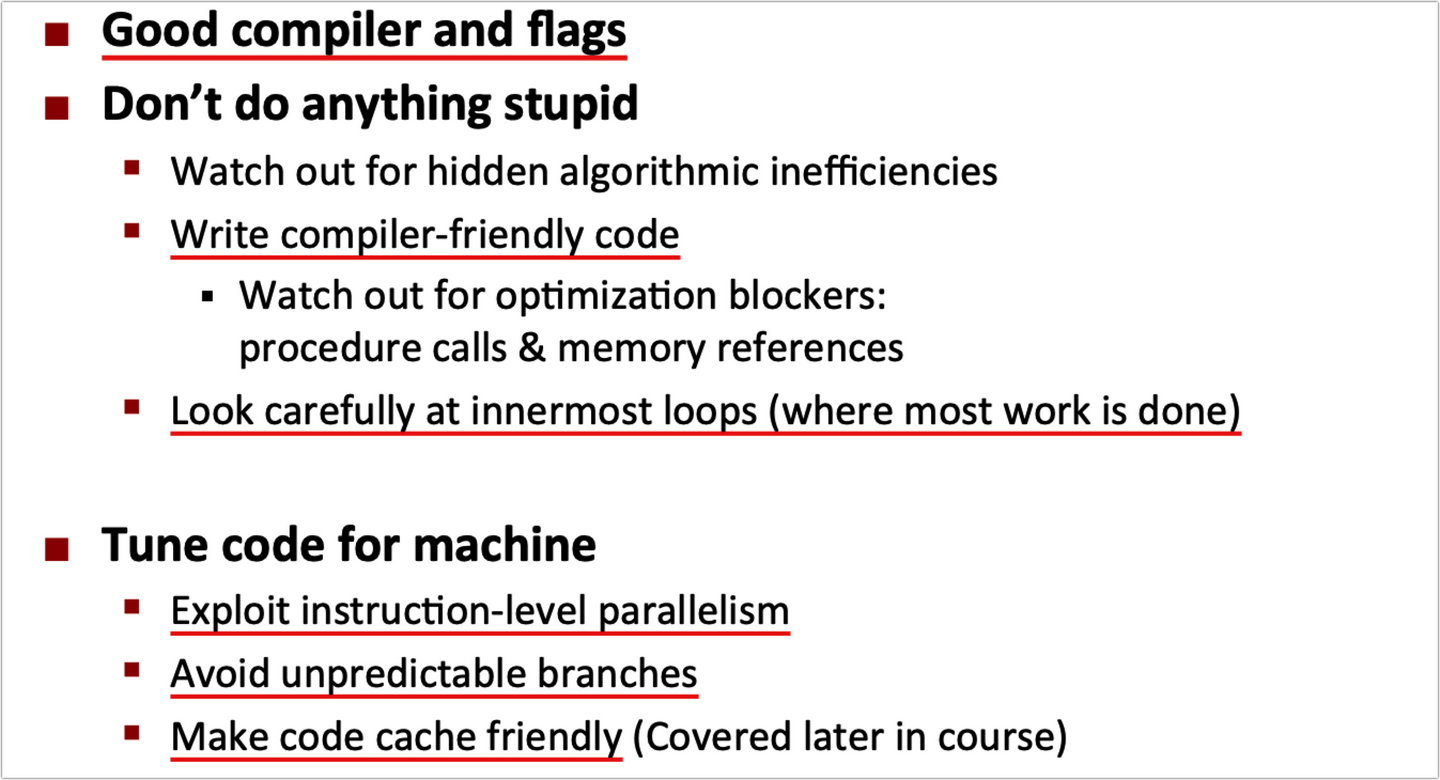 Good compiler and flags
Don’t do anything stupid
Watch out for hidden algorithmic inefficiencies
Write compiler-friendly code
Watch out for optimization blockers:
procedure calls & memory references
Look carefully at innermost loops (where most work is done)
Tune code for machine
Exploit instruction-level parallelism
Avoid unpredictable branches
Make code cache friendly (Covered later in course)